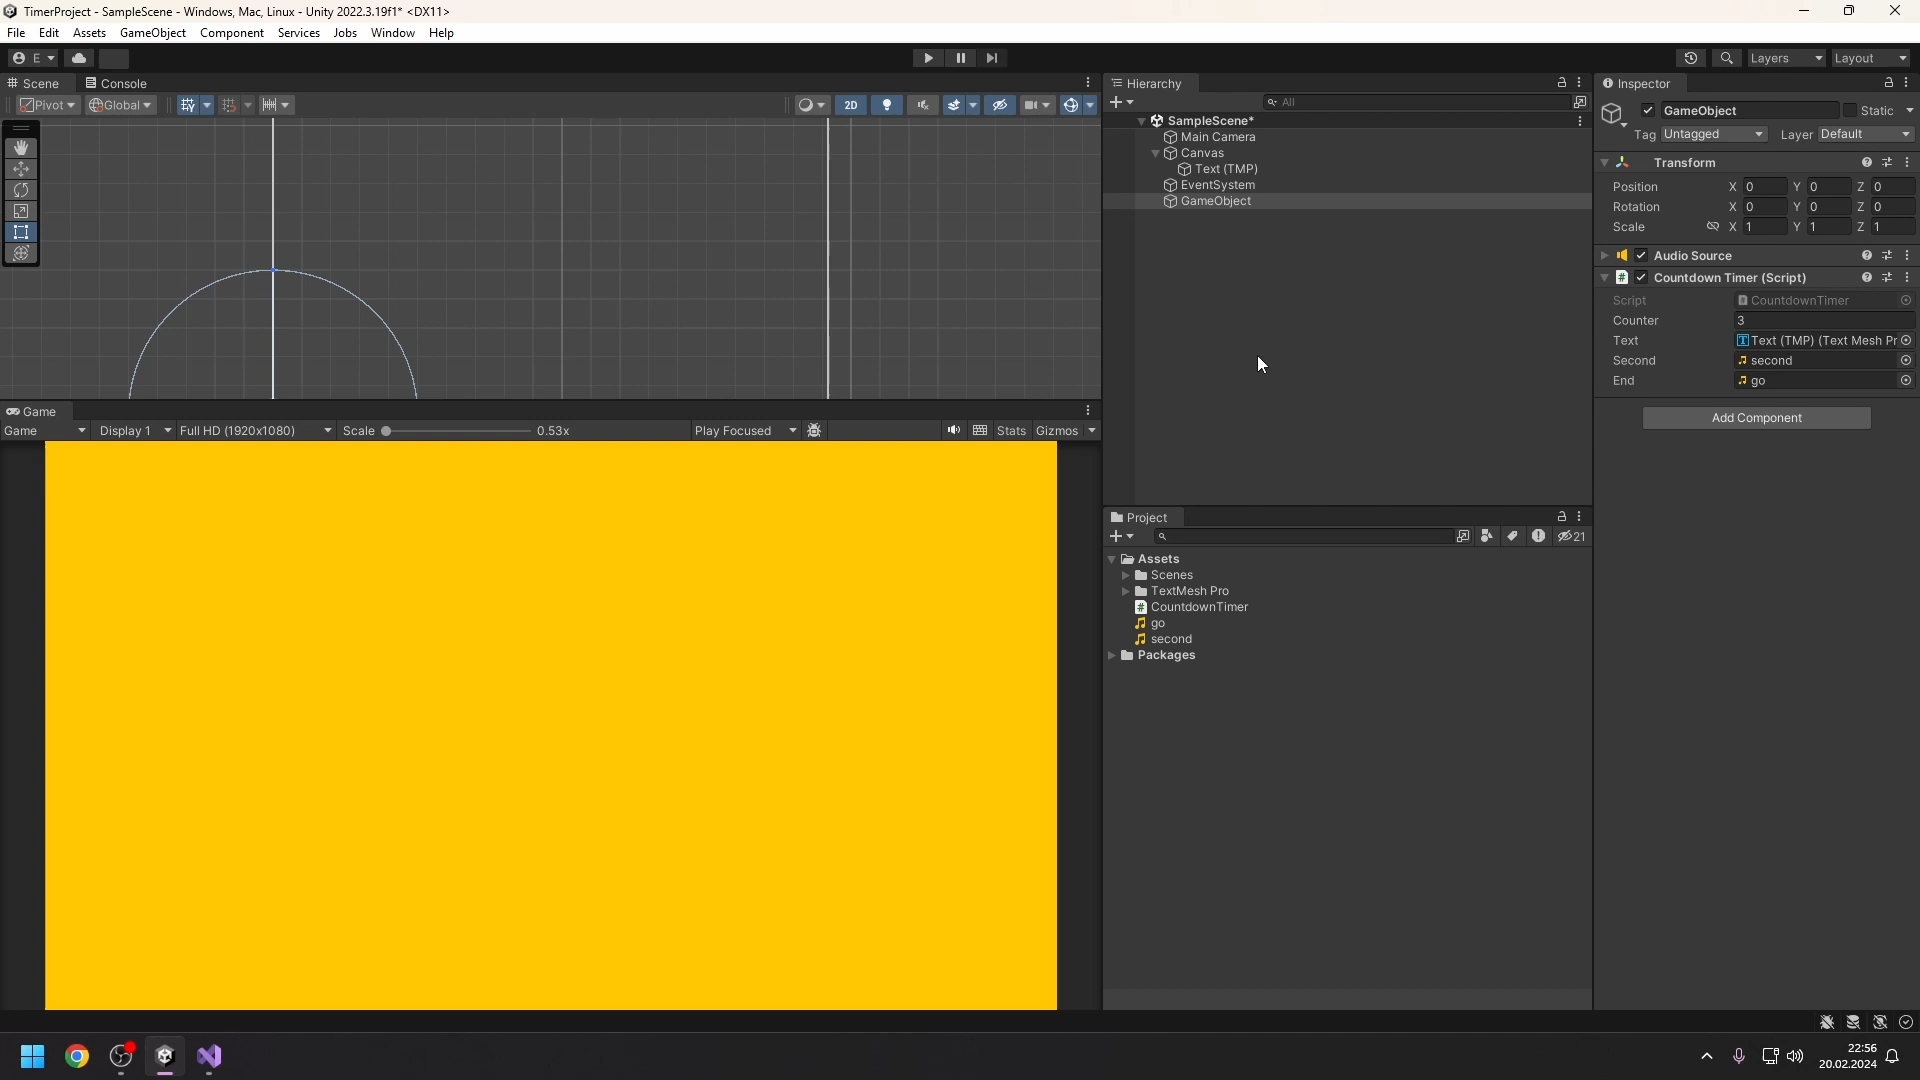 TimerProject - SampleScene - Windows, Mac, Linux - Unity 2022.3.19f1* <DX11>
File Edit Assets GameObject Component Services Jobs Window Help
E
Layers
Layout
Scene
Console
Pivot
Global
2D
Hierarchy
All
SampleScene*
Main Camera
Canvas
Text (TMP)
EventSystem
GameObject
Inspector
GameObject
Static
Tag Untagged
Layer Default
Transform
Position X 0 Y 0 Z 0
Rotation X 0 Y 0 Z 0
Scale X 1 Y 1 Z 1
Audio Source
# Countdown Timer (Script)
Script CountdownTimer
Counter 3
Text Text (TMP) (Text Mesh Pr
Second second
End go
Add Component
Game
Game
Display 1
Full HD (1920x1080)
Scale 0.53x
Play Focused
Stats
Gizmos
Project
21
Assets
Scenes
TextMesh Pro
# CountdownTimer
go
second
Packages
22:56
20.02.2024